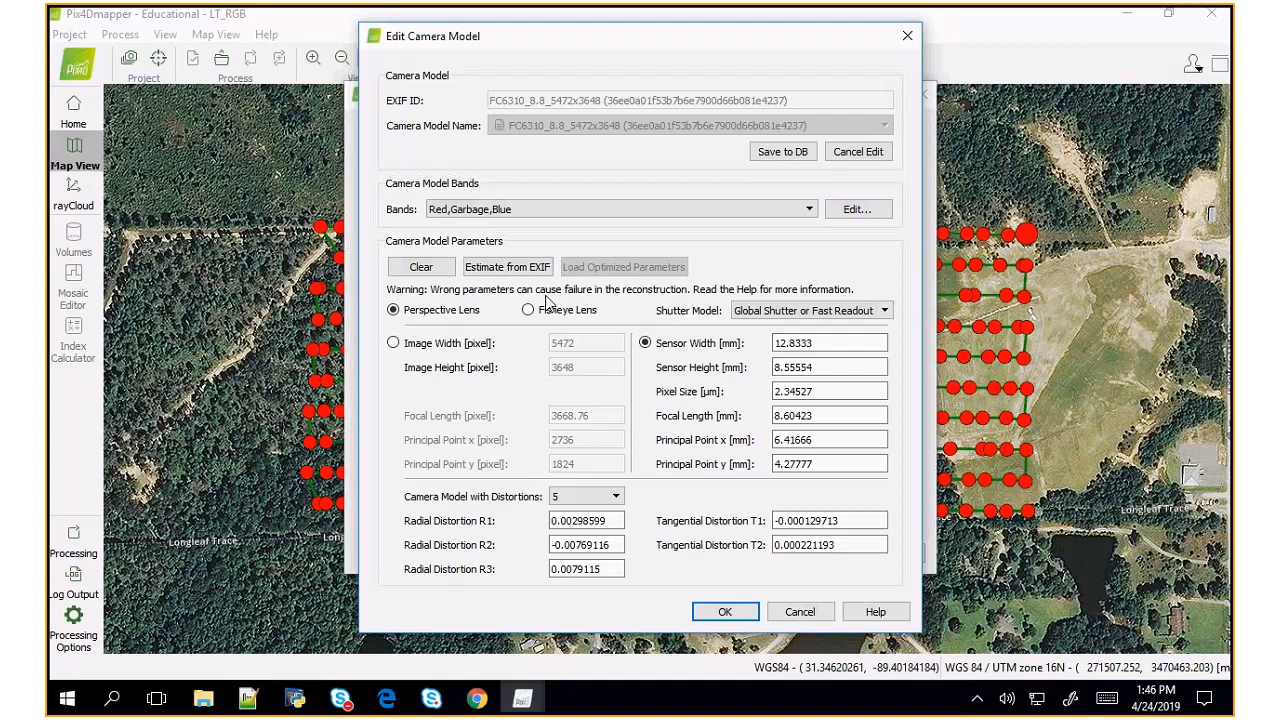 Pix4Dmapper - Educational - LT_RGB
Project Process View Map View Help
PIX4D
Project
Process
Home
Map View
rayCloud
Volumes
Mosaic
Editor
Index
Calculator
Processing
Log Output
Processing
Options
Edit Camera Model
Camera Model
EXIF ID: FC6310_8.8_5472x3648 (36ee0a01f53b7b6e7900d66b081e4237)
Camera Model Name: FC6310_8.8_5472x3648 (36ee0a01f53b7b6e7900d66b081e4237)
Save to DB Cancel Edit
Camera Model Bands
Bands: Red,Garbage,Blue Edit...
Camera Model Parameters
Clear Estimate from EXIF Load Optimized Parameters
Warning: Wrong parameters can cause failure in the reconstruction. Read the Help for more information.
Perspective Lens Fisheye Lens Shutter Model: Global Shutter or Fast Readout
Image Width [pixel]: 5472 Sensor Width [mm]: 12.8333
Image Height [pixel]: 3648 Sensor Height [mm]: 8.55554
Pixel Size [µm]: 2.34527
Focal Length [pixel]: 3668.76 Focal Length [mm]: 8.60423
Principal Point x [pixel]: 2736 Principal Point x [mm]: 6.41666
Principal Point y [pixel]: 1824 Principal Point y [mm]: 4.27777
Camera Model with Distortions: 5
Radial Distortion R1: 0.00298599 Tangential Distortion T1: -0.000129713
Radial Distortion R2: -0.00769116 Tangential Distortion T2: 0.000221193
Radial Distortion R3: 0.0079115
OK Cancel Help
Longleaf Trace
Longleaf Trace
WGS84 - ( 31.34620261, -89.40184184) WGS 84 / UTM zone 16N - ( 271507.252, 3470463.203) [m
1:46 PM
4/24/2019